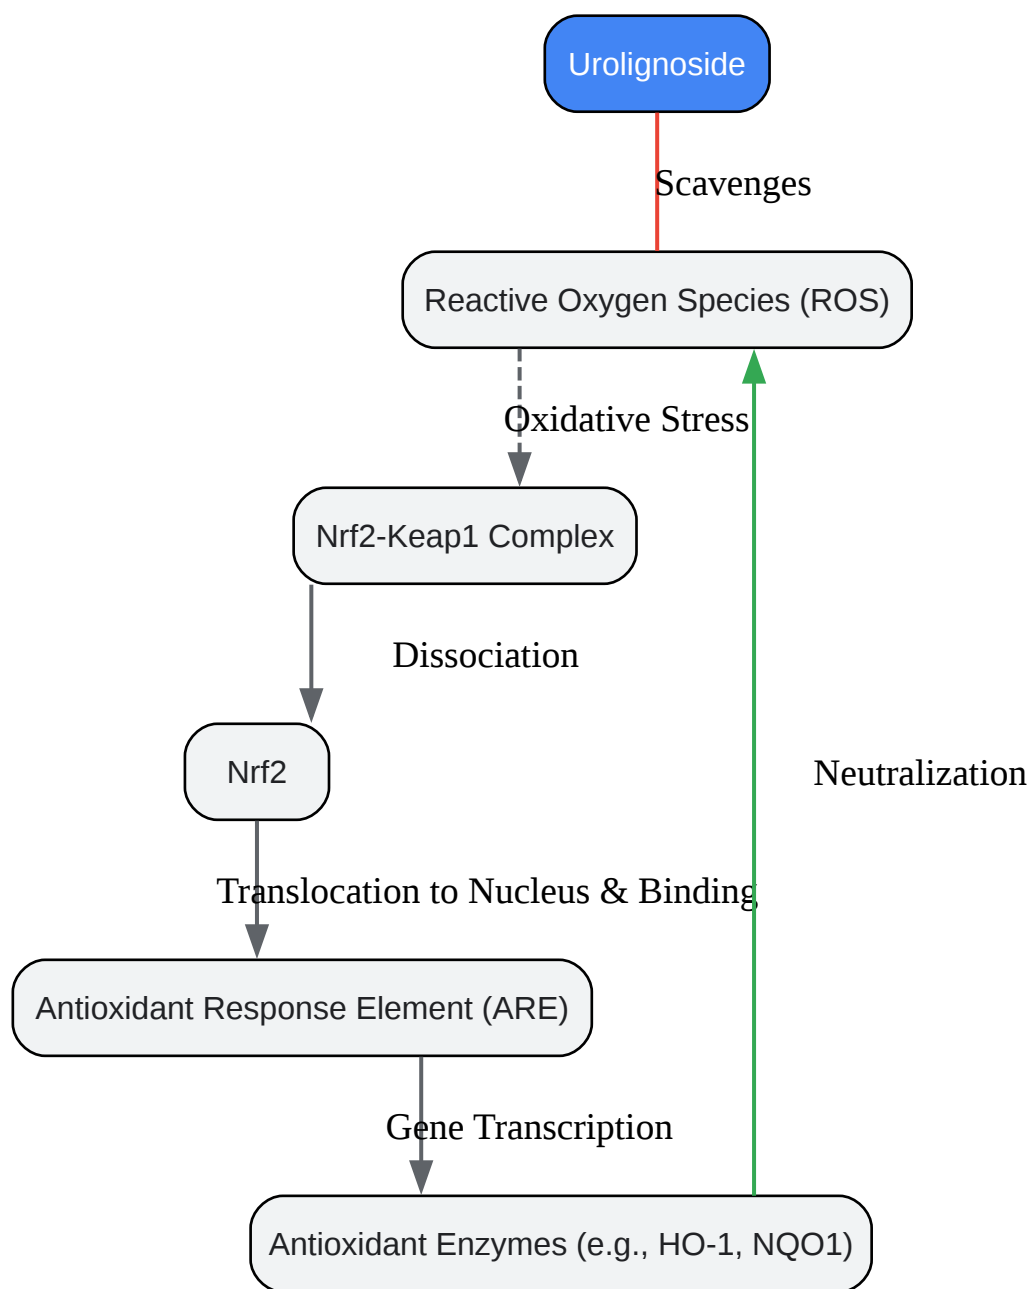 Urolignoside
Scavenges
Reactive Oxygen Species (ROS)
Oxidative Stress
Nrf2-Keap1 Complex
Dissociation
Nrf2
Neutralization
Translocation to Nucleus & Binding
Antioxidant Response Element (ARE)
Gene Transcription
Antioxidant Enzymes (e.g., HO-1, NQO1)